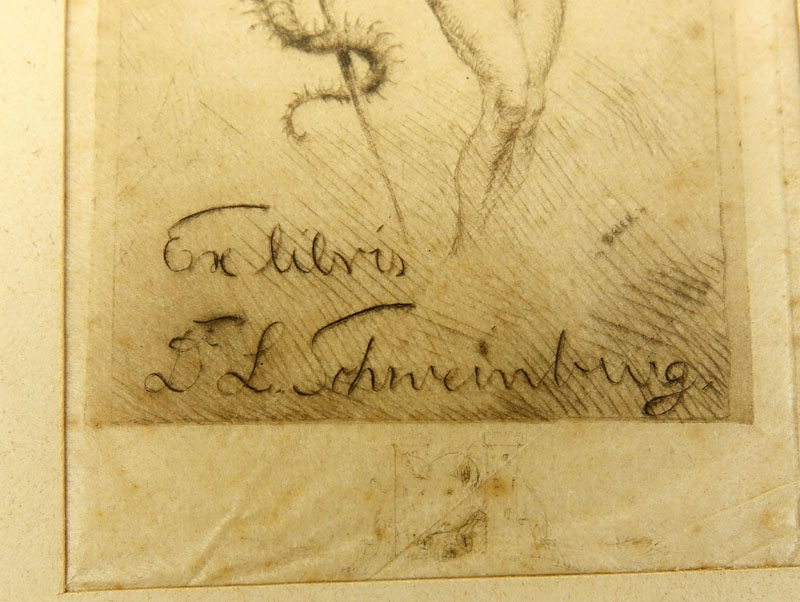 Ex libris
Dr L. Schweinburg.